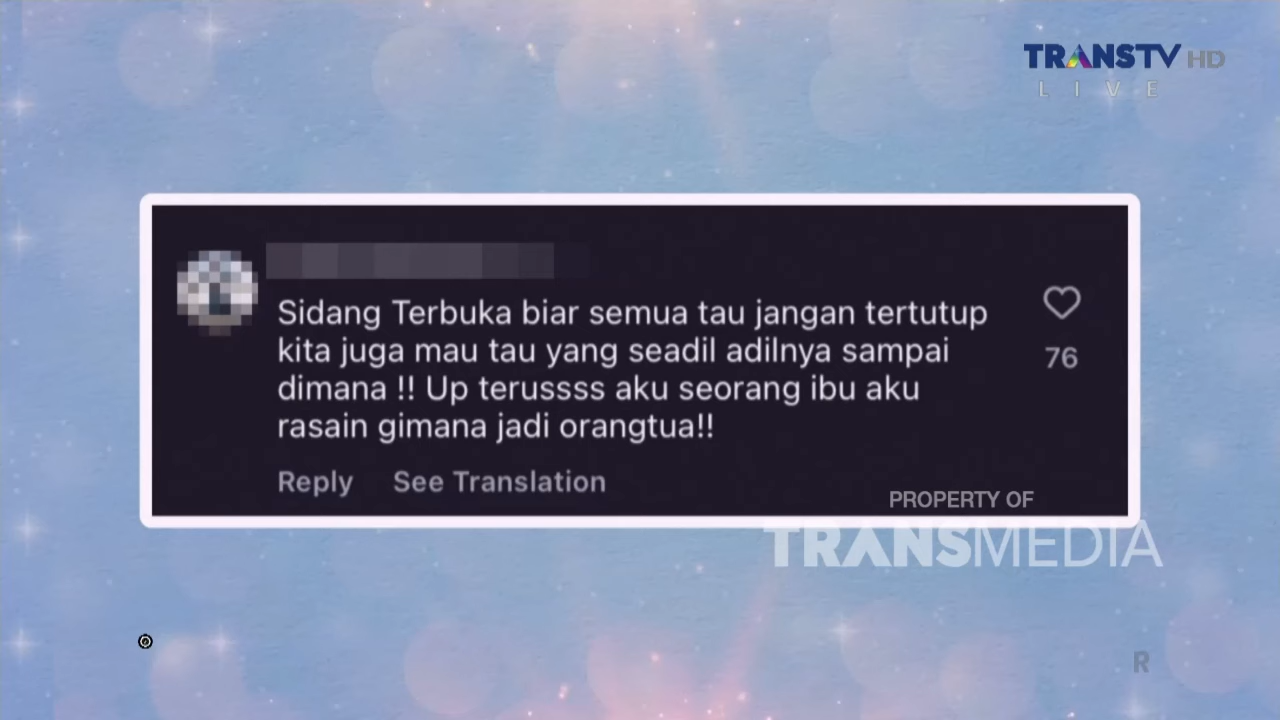 TRANSTV HD
LIVE
Sidang Terbuka biar semua tau jangan tertutup
kita juga mau tau yang seadil adilnya sampai
dimana !! Up terussss aku seorang ibu aku
rasain gimana jadi orangtua!!
76
Reply See Translation
PROPERTY OF
TRANSMEDIA
R